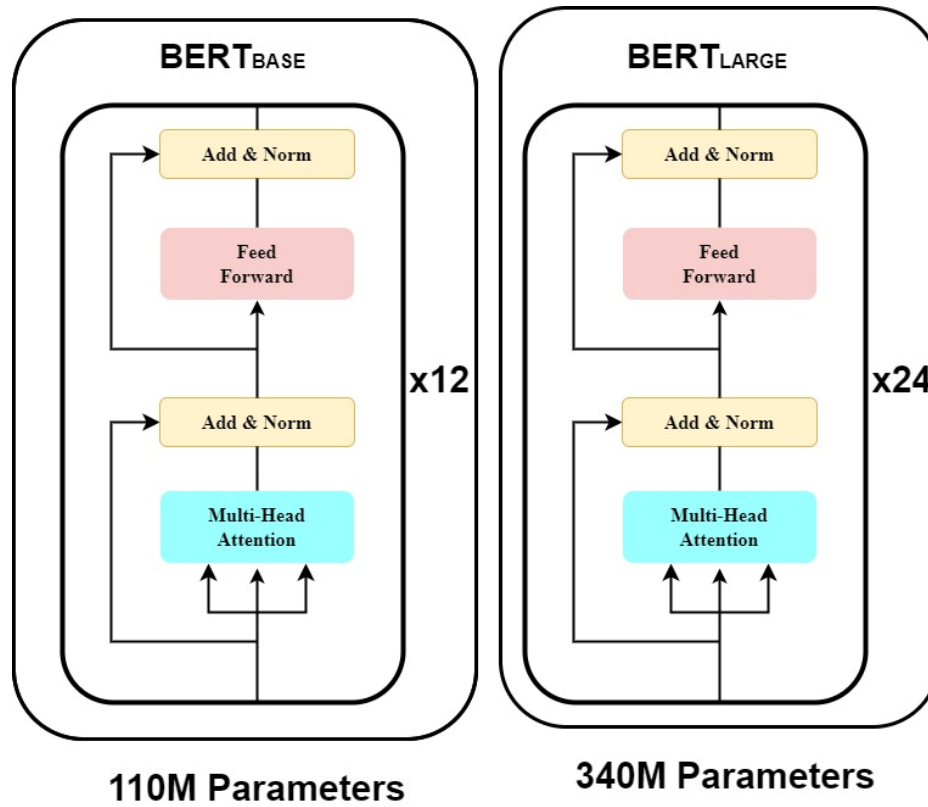 BERTBASE
Add & Norm
Feed
Forward
x12
Add & Norm
Multi-Head
Attention
110M Parameters
BERTLARGE
Add & Norm
Feed
Forward
x24
Add & Norm
Multi-Head
Attention
340M Parameters